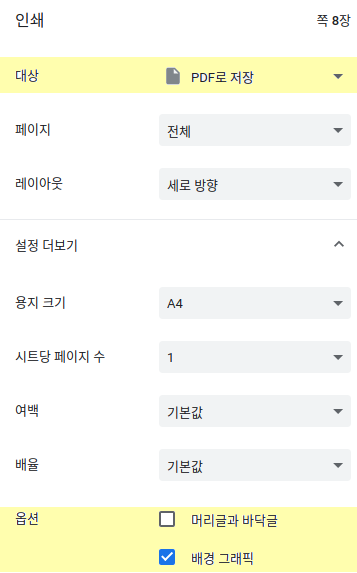 인쇄 쪽 8장
대상 PDF로 저장
페이지 전체
레이아웃 세로 방향
설정 더보기
용지 크기 A4
시트당 페이지 수 1
여백 기본값
배율 기본값
옵션 머리글과 바닥글
배경 그래픽